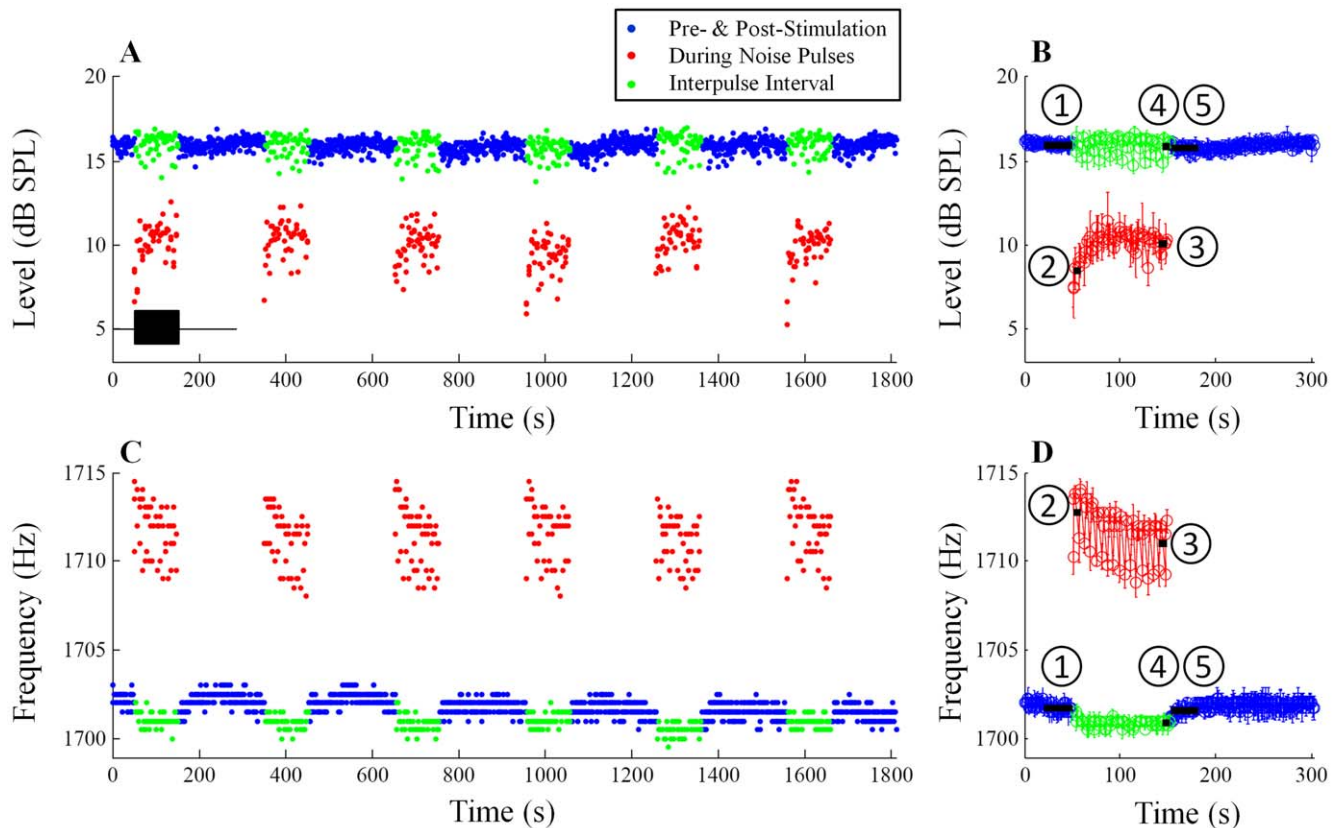 Pre- & Post-Stimulation
During Noise Pulses
Interpulse Interval
A
20
15
10
5
Level (dB SPL)
0 200 400 600 800 1000 1200 1400 1600 1800
Time (s)
B
20
15
10
5
Level (dB SPL)
1 4 5
2
3
0 100 200 300
Time (s)
C
1715
1710
1705
1700
Frequency (Hz)
0 200 400 600 800 1000 1200 1400 1600 1800
Time (s)
D
1715
1710
1705
1700
Frequency (Hz)
2
3
1 4 5
0 100 200 300
Time (s)